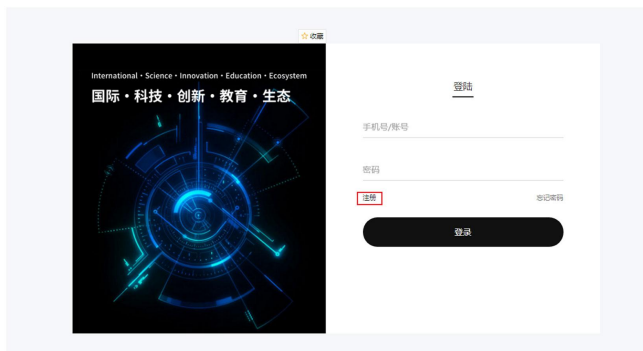 收藏
International · Science · Innovation · Education · Ecosystem
国际 · 科技 · 创新 · 教育 · 生态
登陆
手机号/账号
密码
注册
忘记密码
登录